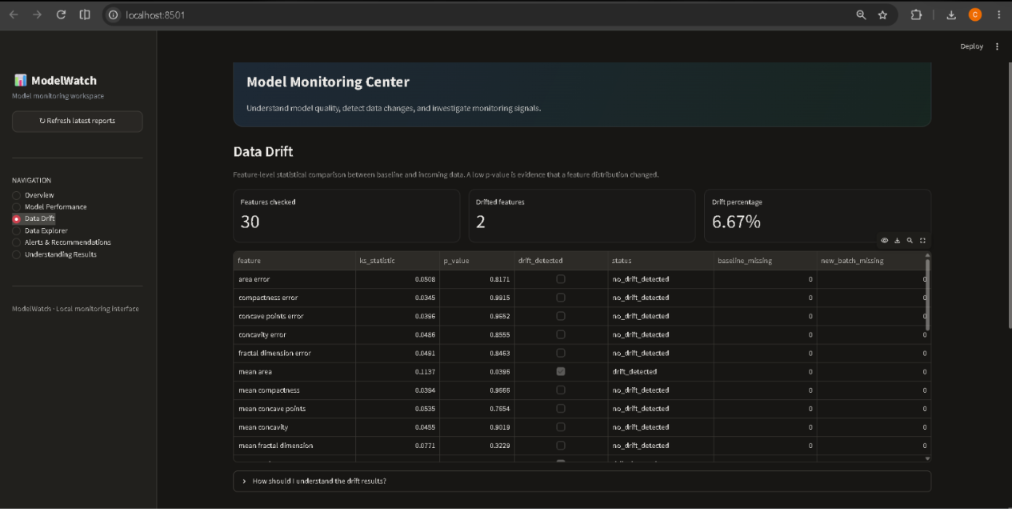 localhost:8501
C
Deploy
ModelWatch
Model monitoring workspace
↻ Refresh latest reports
NAVIGATION
Overview
Model Performance
Data Drift
Data Explorer
Alerts & Recommendations
Understanding Results
ModelWatch · Local monitoring interface
Model Monitoring Center
Understand model quality, detect data changes, and investigate monitoring signals.
Data Drift
Feature-level statistical comparison between baseline and incoming data. A low p-value is evidence that a feature distribution changed.
Features checked
30
Drifted features
2
Drift percentage
6.67%
feature ks_statistic p_value drift_detected status baseline_missing new_batch_missing
area error 0.0508 0.8171 no_drift_detected 0 0
compactness error 0.0345 0.9915 no_drift_detected 0 0
concave points error 0.0396 0.9652 no_drift_detected 0 0
concavity error 0.0486 0.8555 no_drift_detected 0 0
fractal dimension error 0.0491 0.8463 no_drift_detected 0 0
mean area 0.1137 0.0395 drift_detected 0 0
mean compactness 0.0394 0.9666 no_drift_detected 0 0
mean concave points 0.0535 0.7654 no_drift_detected 0 0
mean concavity 0.0455 0.9019 no_drift_detected 0 0
mean fractal dimension 0.0771 0.3229 no_drift_detected 0 0
How should I understand the drift results?